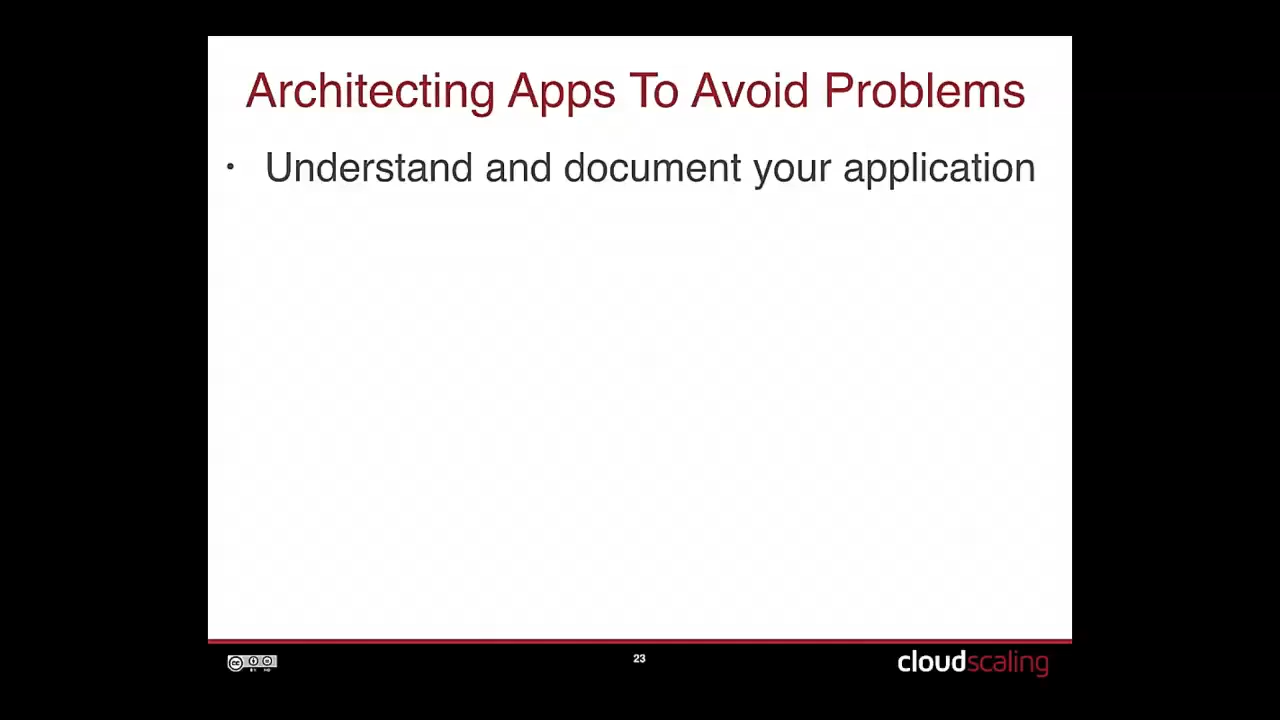 Architecting Apps To Avoid Problems
• Understand and document your application
23
cloudscaling